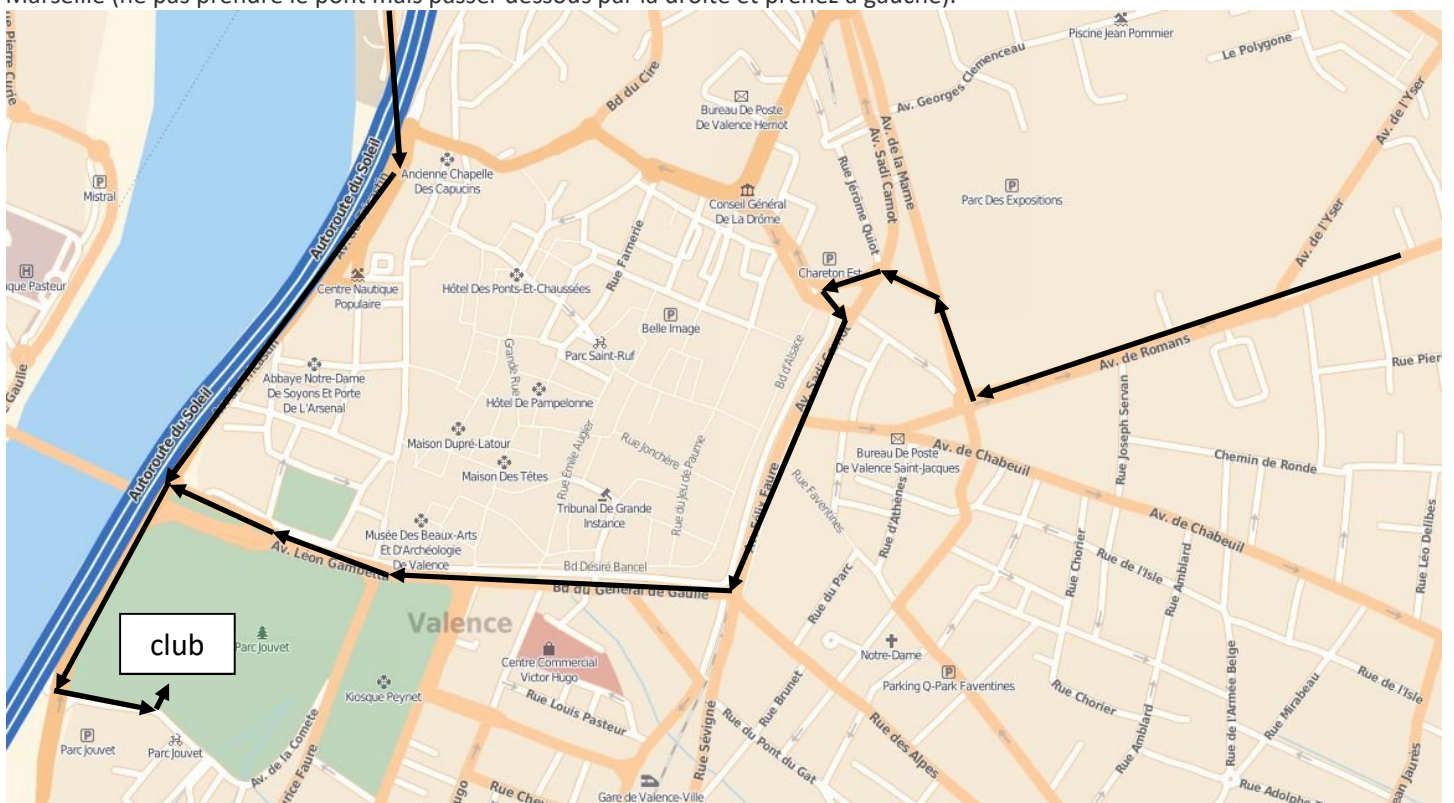 Marseille (ne pas prendre le pont mais passer dessous par la droite et prenez à gauche).
Piscine Jean Pommier
Le Polygone
Bd du Cire
Av. Georges Clemenceau
Av. de l'Yser
Bureau De Poste
De Valence Herriot
Av. de la Marne
Av. Sadi Carnot
Rue Jérôme Quiot
Autoroute du Soleil
Ancienne Chapelle
Des Capucins
P
Mistral
Conseil Général
De La Drôme
P
Parc Des Expositions
Rue Farnerie
Av. de l'Yser
H
P
Chareton Est
Hôtel Des Ponts-Et-Chaussées
Centre Nautique
Populaire
P
Belle Image
Parc Saint-Ruf
Bd d'Alsace
Av. Sadi Carnot
Av. de Romans
Grande Rue
Abbaye Notre-Dame
De Soyons Et Porte
De L'Arsenal
Hôtel De Pampelonne
Rue Joseph Servan
Autoroute du Soleil
Maison Dupré-Latour
Rue Emile Augier
Rue Jonchère
Maison Des Têtes
Rue du Jeu de Paume
Av. Félix Faure
Bureau De Poste
De Valence Saint-Jacques
Av. de Chabeuil
Chemin de Ronde
Rue Faventines
Rue d'Athènes
Tribunal De Grande
Instance
Musée Des Beaux-Arts
Et D'Archéologie
De Valence
Av. de Chabeuil
Rue Léo Delibes
Av. Léon Gambetta
Bd Désiré Bancel
Bd du Général de Gaulle
Rue Chorier
Rue de l'Isle
Rue Amblard
Rue du Parc
Valence
club
Parc Jouvet
Centre Commercial
Victor Hugo
Notre-Dame
Kiosque Peynet
P
Parking Q-Park Faventines
Rue Louis Pasteur
Rue Brunet
Rue Chorier
Rue de l'Armée Belge
Rue Mirabeau
Rue de l'Isle
P
Parc Jouvet
Parc Jouvet
Av. de la Comète
Rue Sévigné
Rue du Pont du Gat
Rue des Alpes
Rue Amblard
Gare de Valence-Ville